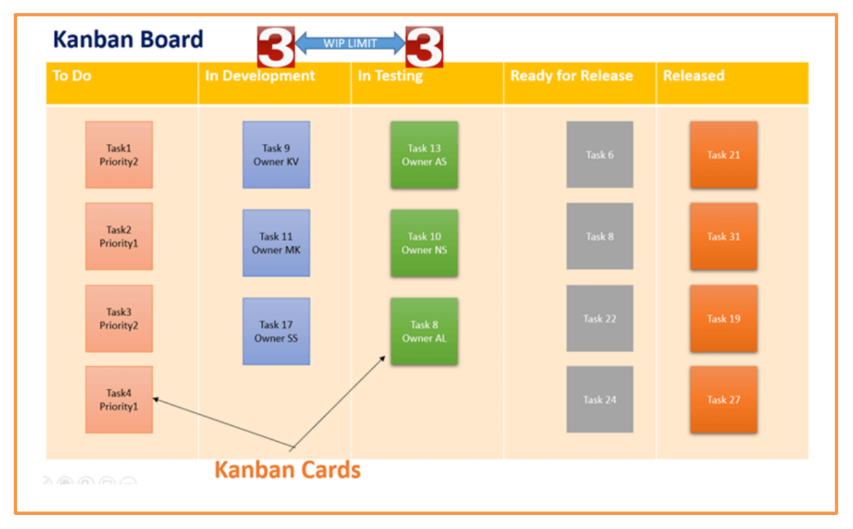 Kanban Board
3 WIP LIMIT 3
To Do
In Development
In Testing
Ready for Release
Released
Task1
Priority2
Task2
Priority1
Task3
Priority2
Task4
Priority1
Task 9
Owner KV
Task 11
Owner MK
Task 17
Owner SS
Task 13
Owner AS
Task 10
Owner NS
Task 8
Owner AL
Task 6
Task 8
Task 22
Task 24
Task 21
Task 31
Task 19
Task 27
Kanban Cards